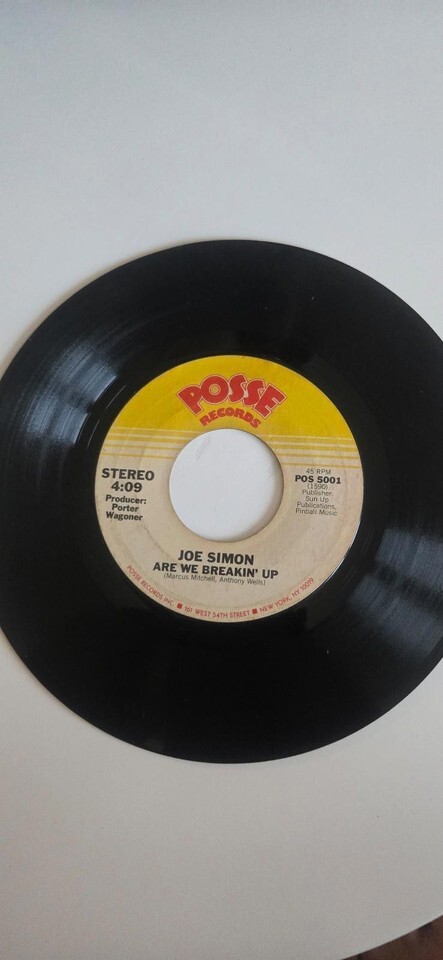 POSSE
RECORDS
STEREO
4:09
Producer:
Porter
Wagoner
45 RPM
POS 5001
(1590)
Publisher,
Sun Up
Publications,
Pinball Music
JOE SIMON
ARE WE BREAKIN' UP
(Marcus Mitchell, Anthony Wells)
POSSE RECORDS INC. ■ 161 WEST 54TH STREET ■ NEW YORK, NY 10019